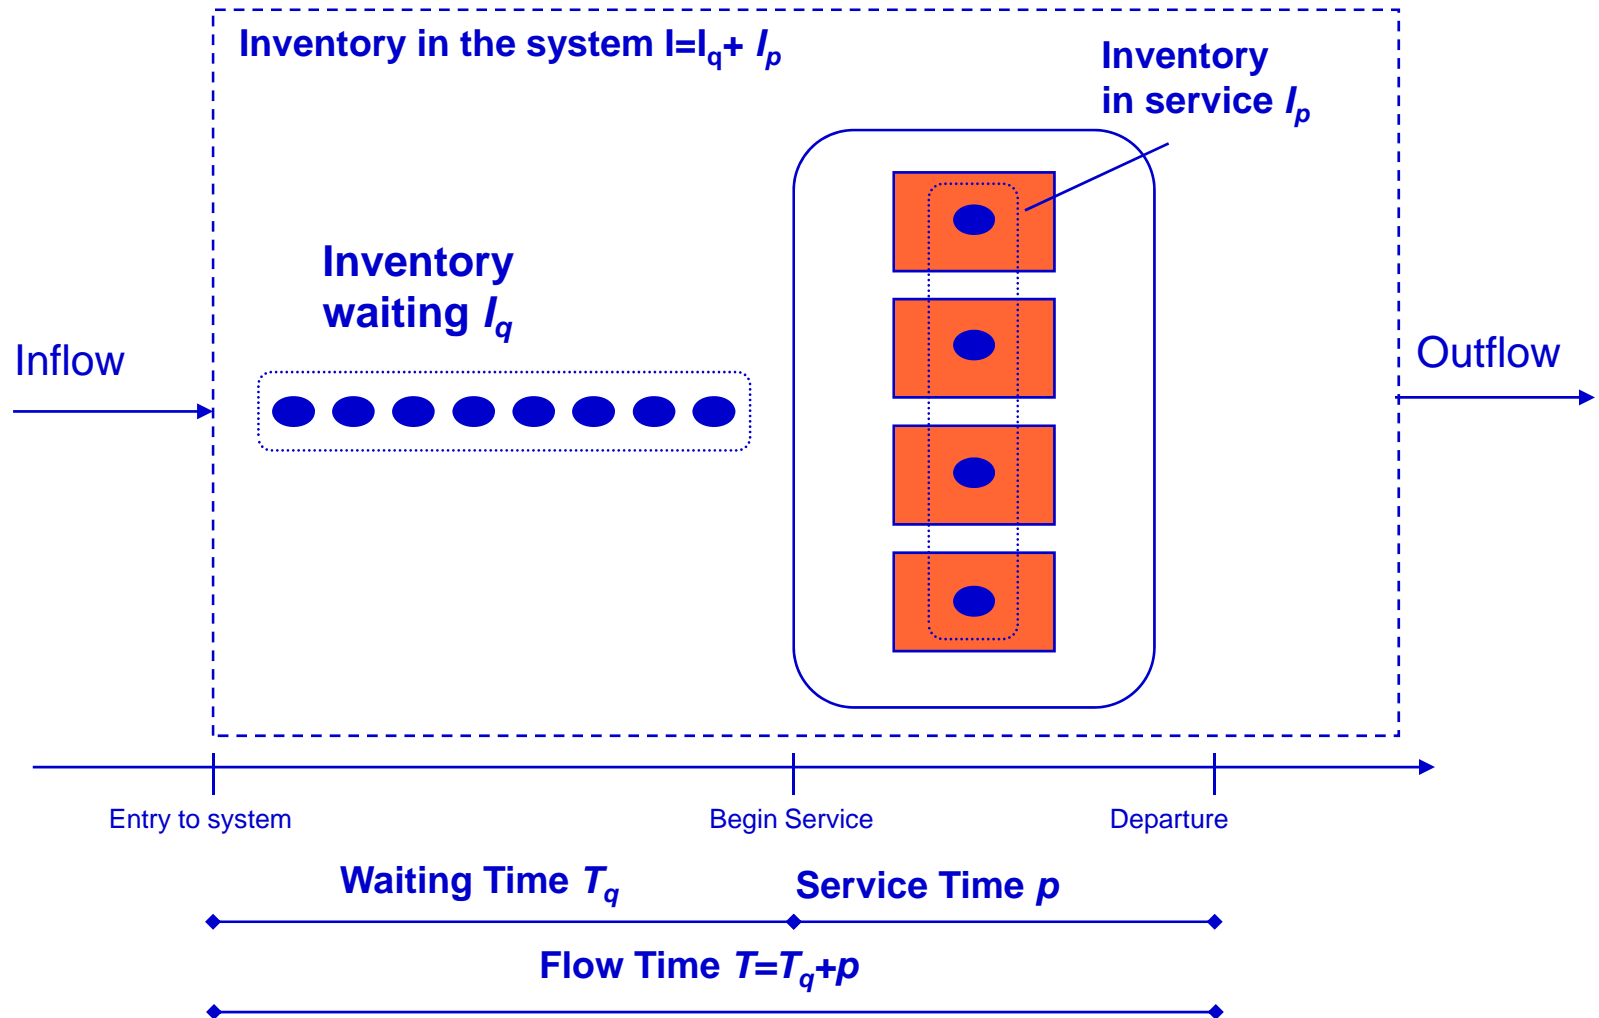 Inventory in the system I=Iq+ Ip
Inventory
in service Ip
Inventory
waiting Iq
Inflow
Outflow
Entry to system
Begin Service
Departure
Waiting Time Tq
Service Time p
Flow Time T=Tq+p